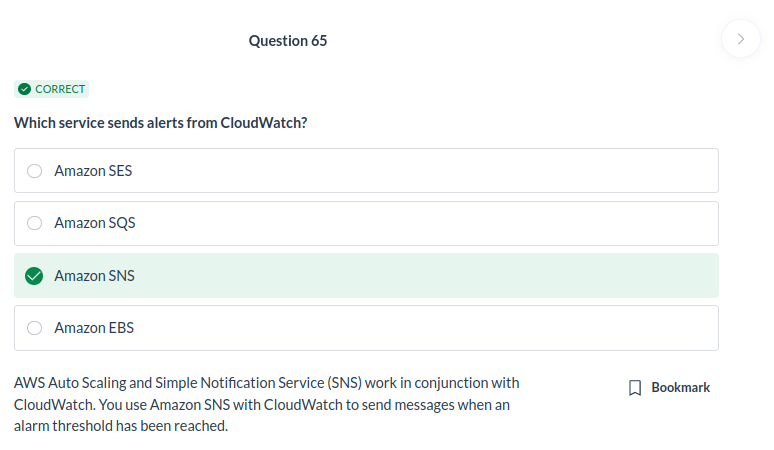 Question 65
CORRECT
Which service sends alerts from CloudWatch?
Amazon SES
Amazon SQS
Amazon SNS
Amazon EBS
AWS Auto Scaling and Simple Notification Service (SNS) work in conjunction with
CloudWatch. You use Amazon SNS with CloudWatch to send messages when an
alarm threshold has been reached.
Bookmark